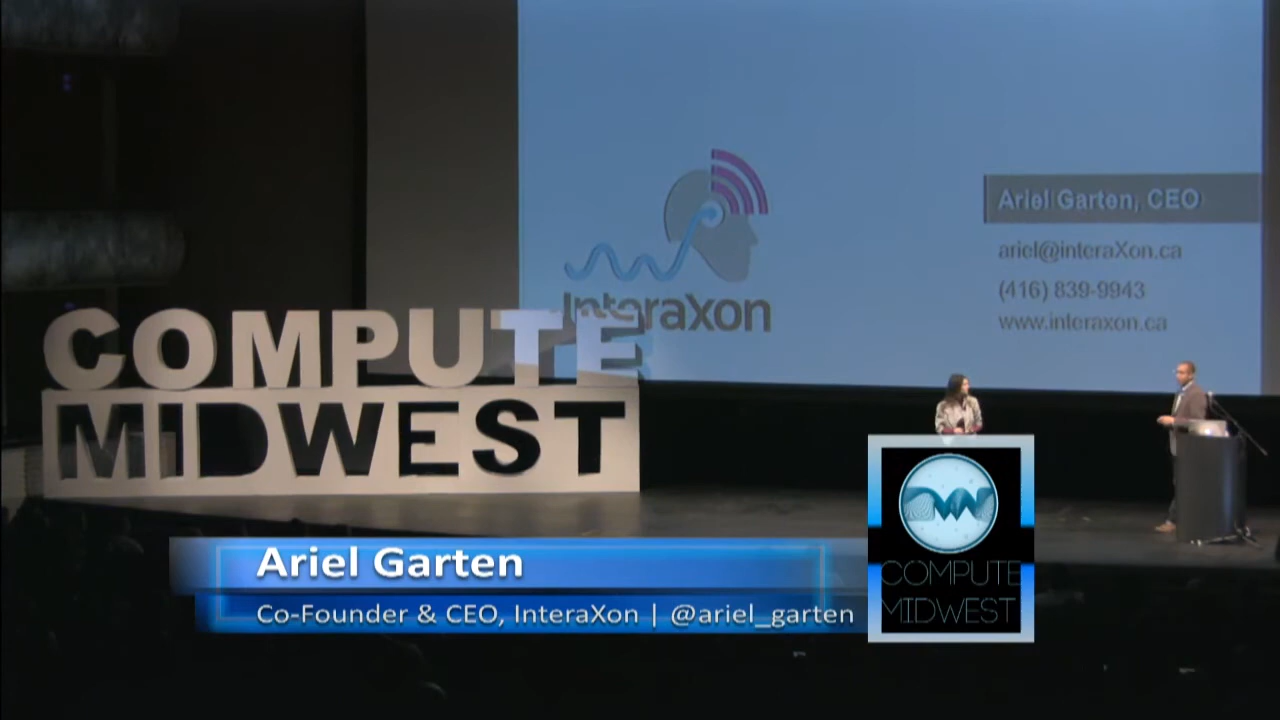 COMPUTE
MIDWEST
InteraXon
Ariel Garten, CEO
ariel@interaXon.ca
(416) 839-9943
www.interaxon.ca
Ariel Garten
Co-Founder & CEO, InteraXon | @ariel_garten
COMPUTE
MIDWEST